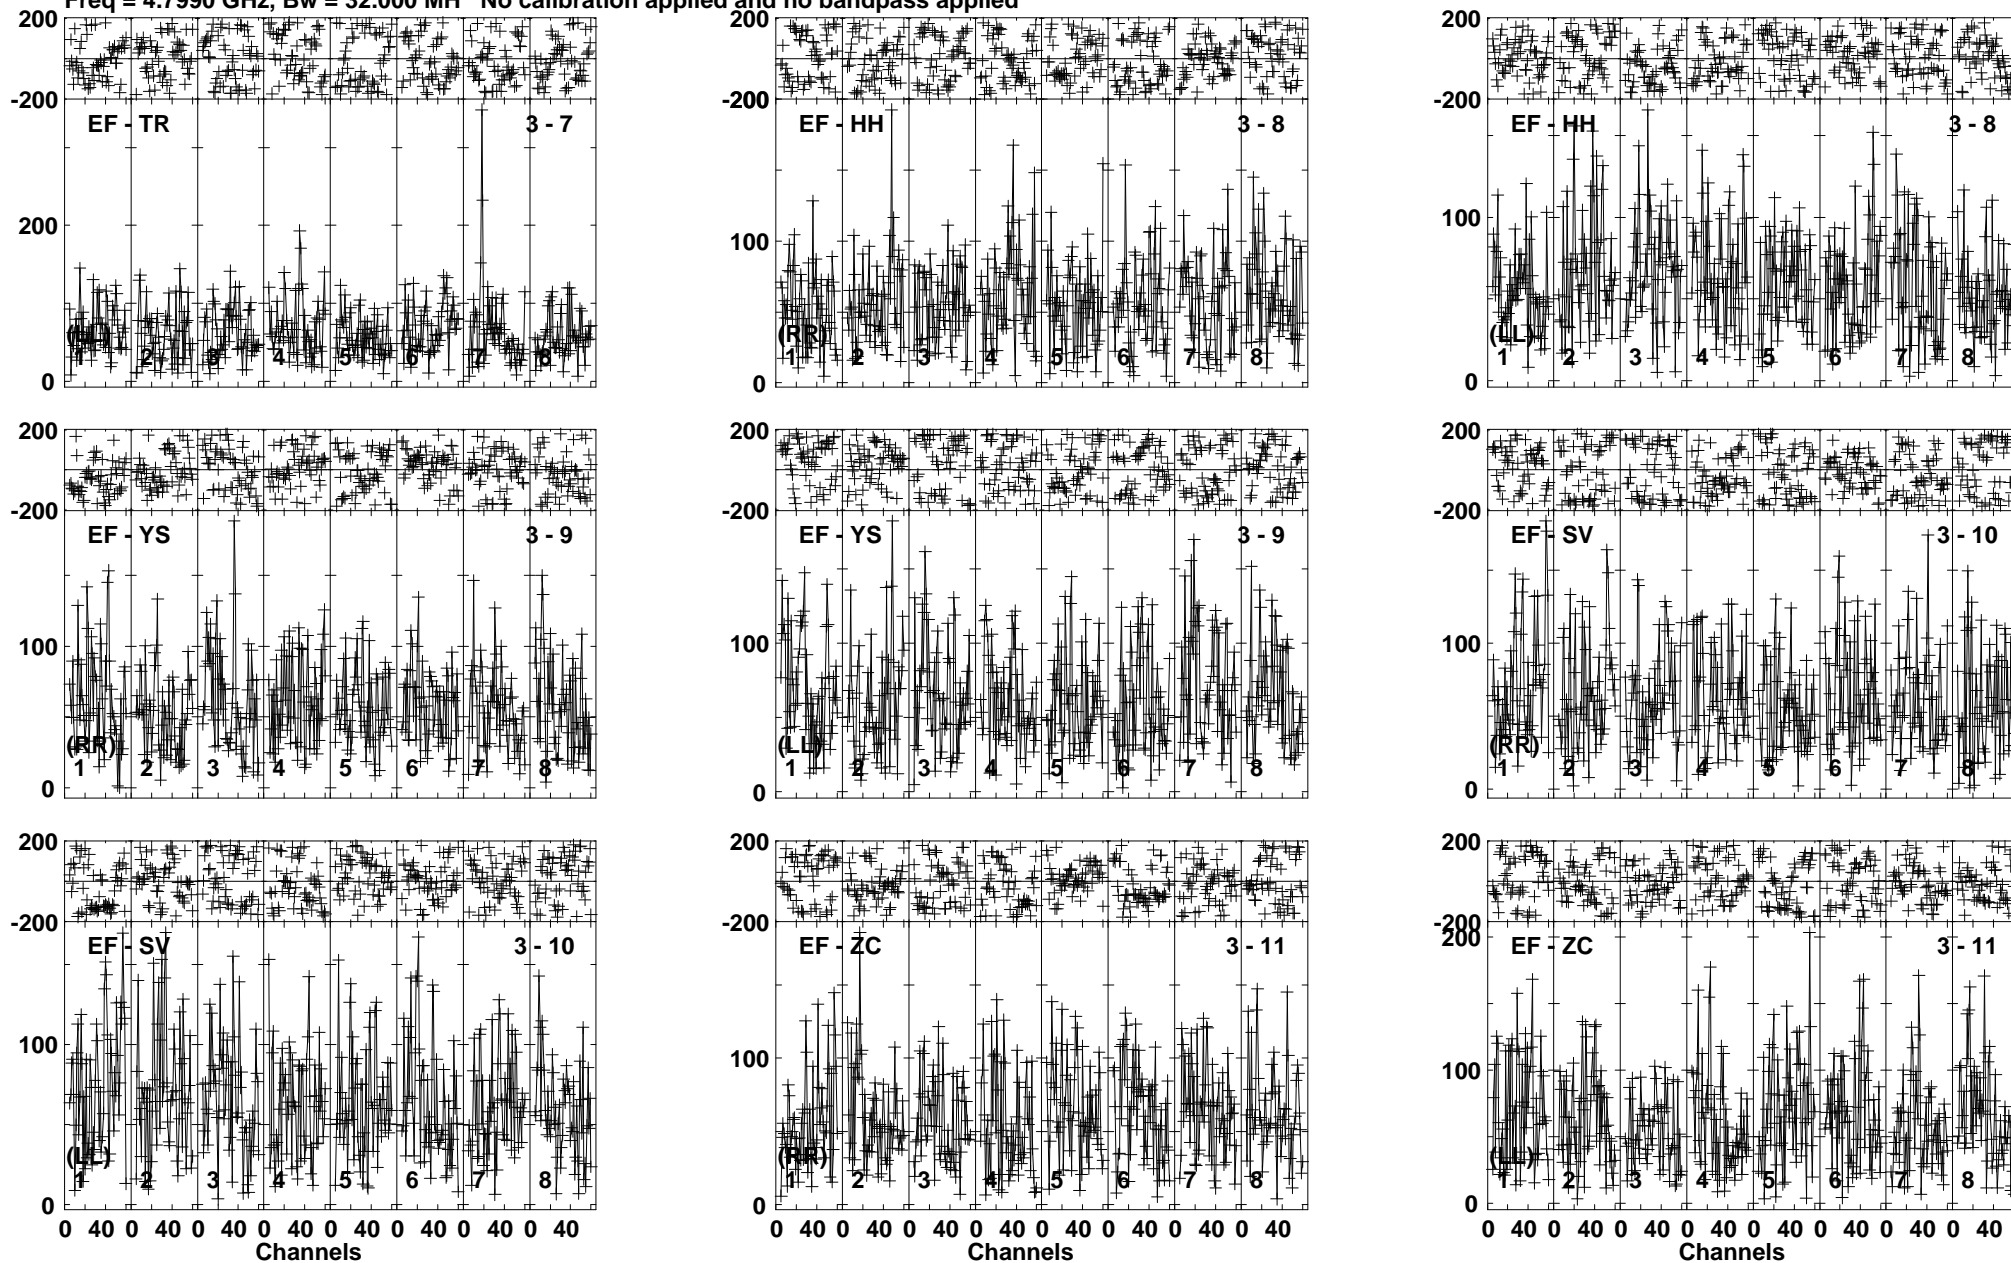 Freq = 4.7990 GHz, Bw = 32.000 MH No calibration applied and no bandpass applied
200 200 200
-200 -200 -200
EF - TR 3 - 7 EF - HH 3 - 8 EF - HH 3 - 8
200 100 100
(LL) (RR) (LL)
1 2 3 4 5 6 7 8 1 2 3 4 5 6 7 8 1 2 3 4 5 6 7 8
0 0 0
200 200 200
-200 -200 -200
EF - YS 3 - 9 EF - YS 3 - 9 EF - SV 3 - 10
100 100 100
(RR) (LL) (RR)
1 2 3 4 5 6 7 8 1 2 3 4 5 6 7 8 1 2 3 4 5 6 7 8
0 0 0
200 200 200
-200 -200 -200
200
EF - SV 3 - 10 EF - ZC 3 - 11 EF - ZC 3 - 11
100 100 100
(LL) (RR) (LL)
1 2 3 4 5 6 7 8 1 2 3 4 5 6 7 8 1 2 3 4 5 6 7 8
0 0 0
0 40 0 40 0 40 0 40 0 40 0 40 0 40 0 40 0 40 0 40 0 40 0 40 0 40 0 40 0 40 0 40 0 40 0 40 0 40 0 40 0 40 0 40 0 40 0 40
Channels Channels Channels